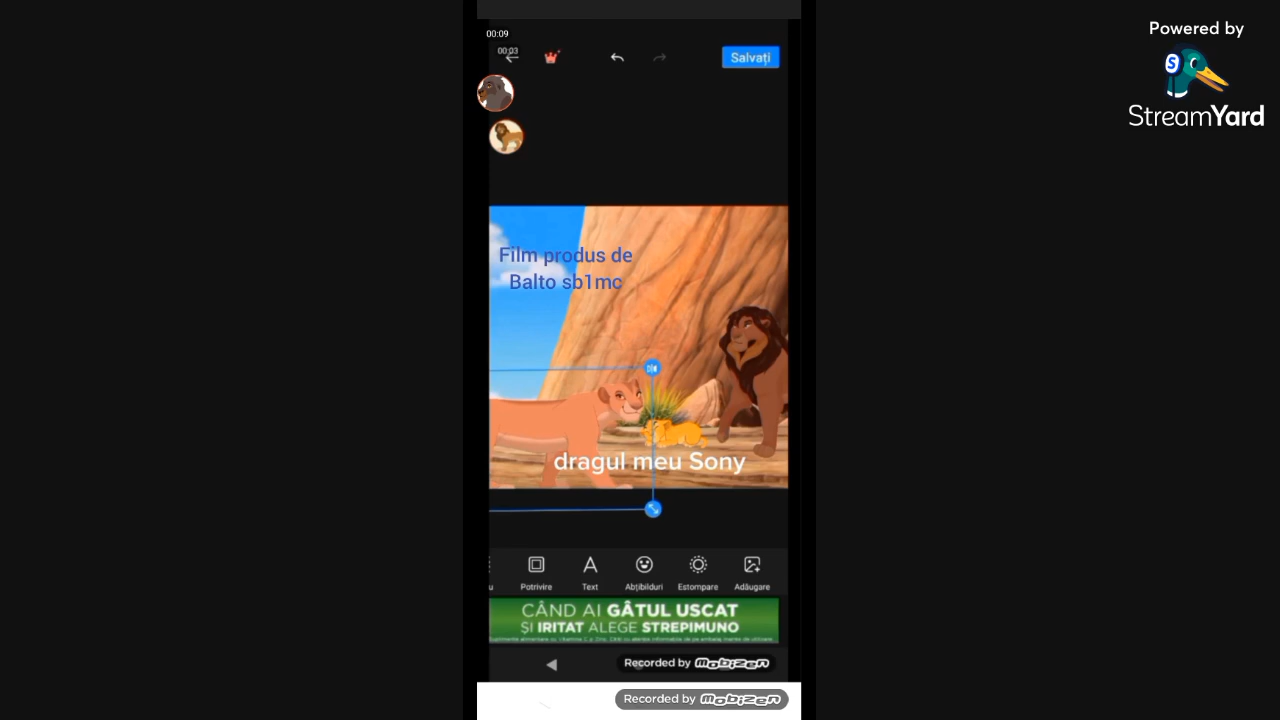 Powered by
StreamYard
00:09
00:03
Salvați
Film produs de
Balto sb1mc
dragul meu Sony
u
Potrivire
Text
Abțibilduri
Estompare
Adăugare
CÂND AI GÂTUL USCAT
ȘI IRITAT ALEGE STREPIMUNO
Recorded by Mobizen
Recorded by Mobizen